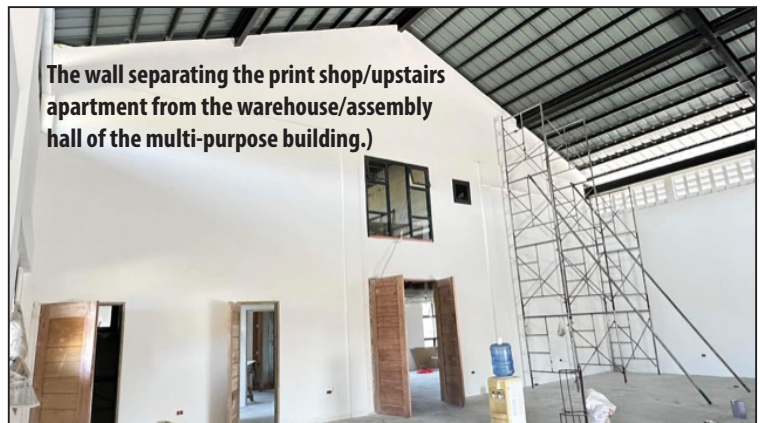 The wall separating the print shop/upstairs
apartment from the warehouse/assembly
hall of the multi-purpose building.)